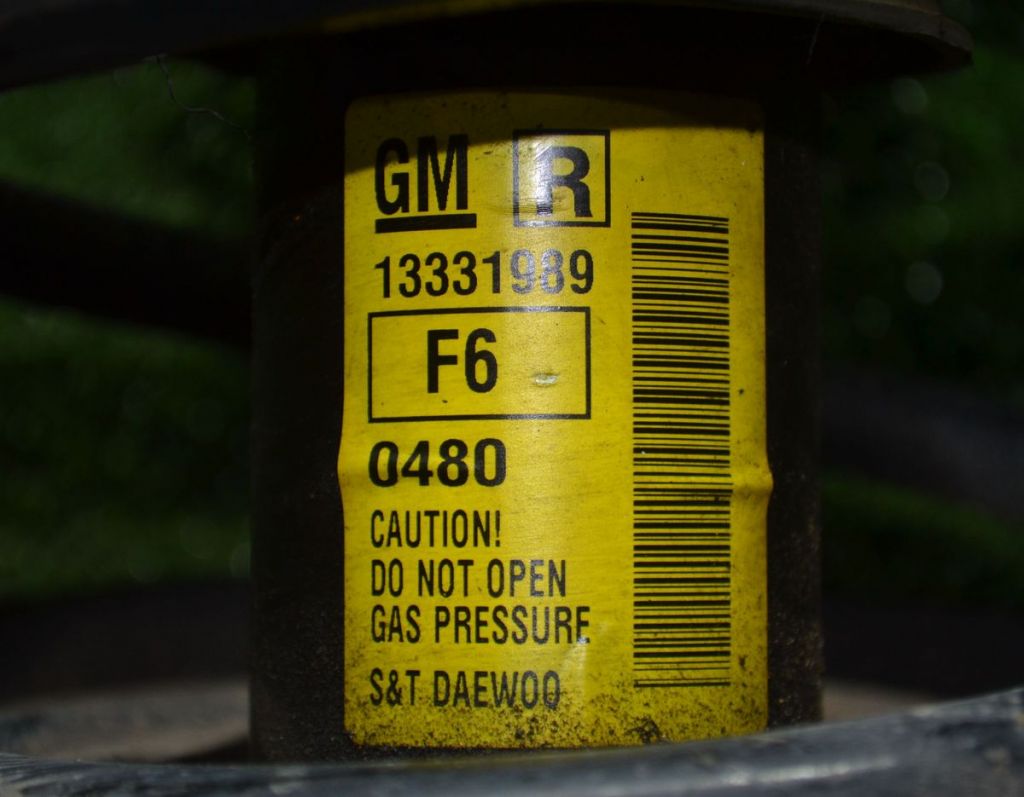 GM R
13331989
F6
0480
CAUTION!
DO NOT OPEN
GAS PRESSURE
S&T DAEWOO